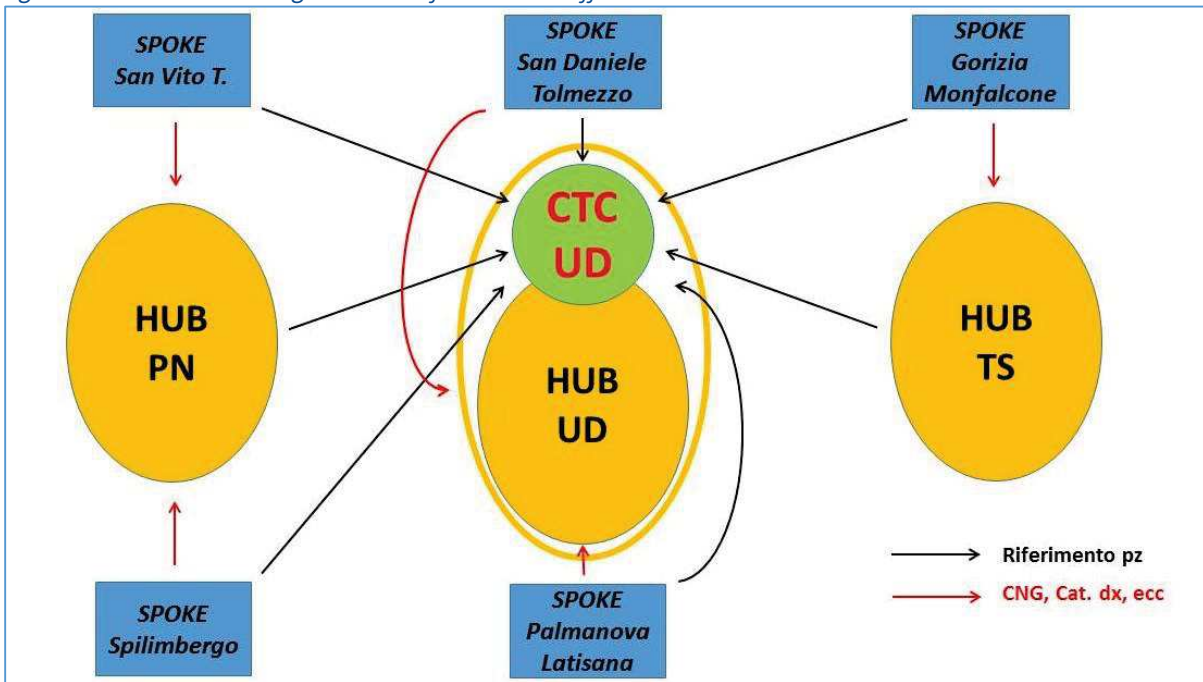 SPOKE
San Vito T.
SPOKE
San Daniele
Tolmezzo
SPOKE
Gorizia
Monfalcone
CTC
UD
HUB
PN
HUB
UD
HUB
TS
SPOKE
Spilimbergo
SPOKE
Palmanova
Latisana
Riferimento pz
CNG, Cat. dx, ecc